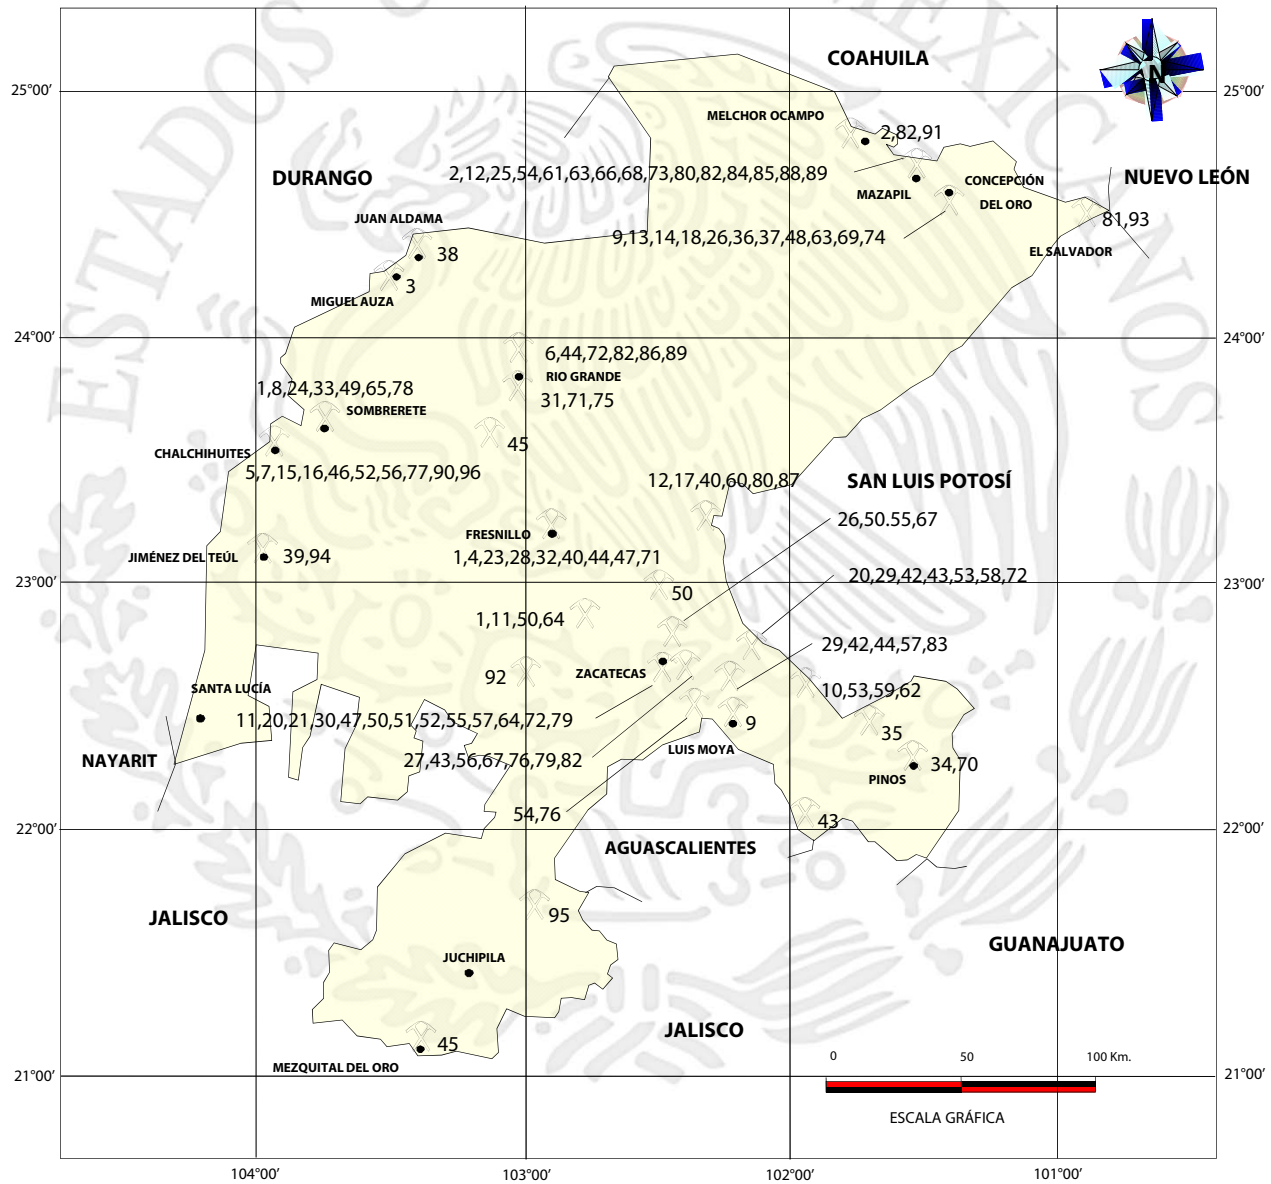 ESTADOS UNIDOS MEXICANOS
COAHUILA
N
25°00′
25°00′
MELCHOR OCAMPO
2,82,91
DURANGO
2,12,25,54,61,63,66,68,73,80,82,84,85,88,89
MAZAPIL
CONCEPCIÓN
DEL ORO
NUEVO LEÓN
JUAN ALDAMA
81,93
38
9,13,14,18,26,36,37,48,63,69,74
EL SALVADOR
3
MIGUEL AUZA
24°00′
24°00′
6,44,72,82,86,89
RIO GRANDE
1,8,24,33,49,65,78
31,71,75
SOMBRERETE
45
CHALCHIHUITES
5,7,15,16,46,52,56,77,90,96
12,17,40,60,80,87
SAN LUIS POTOSÍ
26,50.55,67
FRESNILLO
JIMÉNEZ DEL TEÚL
39,94
1,4,23,28,32,40,44,47,71
23°00′
23°00′
20,29,42,43,53,58,72
50
1,11,50,64
29,42,44,57,83
ZACATECAS
92
SANTA LUCÍA
10,53,59,62
11,20,21,30,47,50,51,52,55,57,64,72,79
9
35
LUIS MOYA
NAYARIT
27,43,56,67,76,79,82
PINOS
34,70
54,76
43
22°00′
22°00′
AGUASCALIENTES
JALISCO
95
GUANAJUATO
JUCHIPILA
JALISCO
45
MEZQUITAL DEL ORO
0
50
100 Km.
21°00′
21°00′
ESCALA GRÁFICA
104°00′
103°00′
102°00′
101°00′